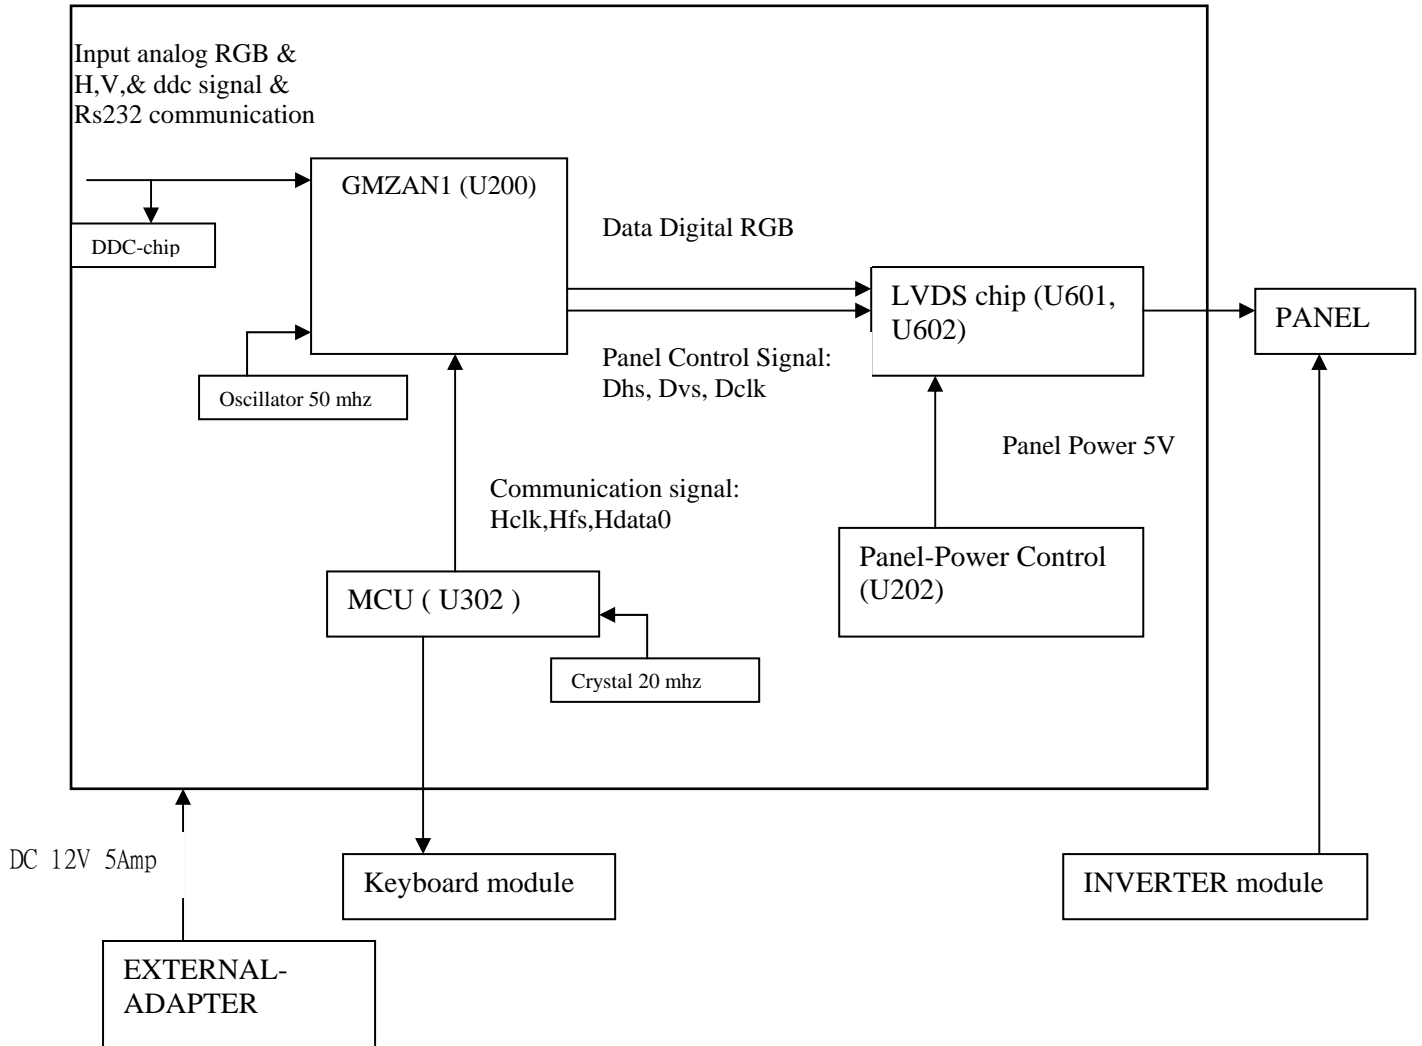 Input analog RGB &
H,V,& ddc signal &
Rs232 communication
GMZAN1 (U200)
DDC-chip
Data Digital RGB
LVDS chip (U601,
U602)
PANEL
Oscillator 50 mhz
Panel Control Signal:
Dhs, Dvs, Dclk
Panel Power 5V
Communication signal:
Hclk,Hfs,Hdata0
Panel-Power Control
(U202)
MCU ( U302 )
Crystal 20 mhz
DC 12V 5Amp
Keyboard module
INVERTER module
EXTERNAL-
ADAPTER